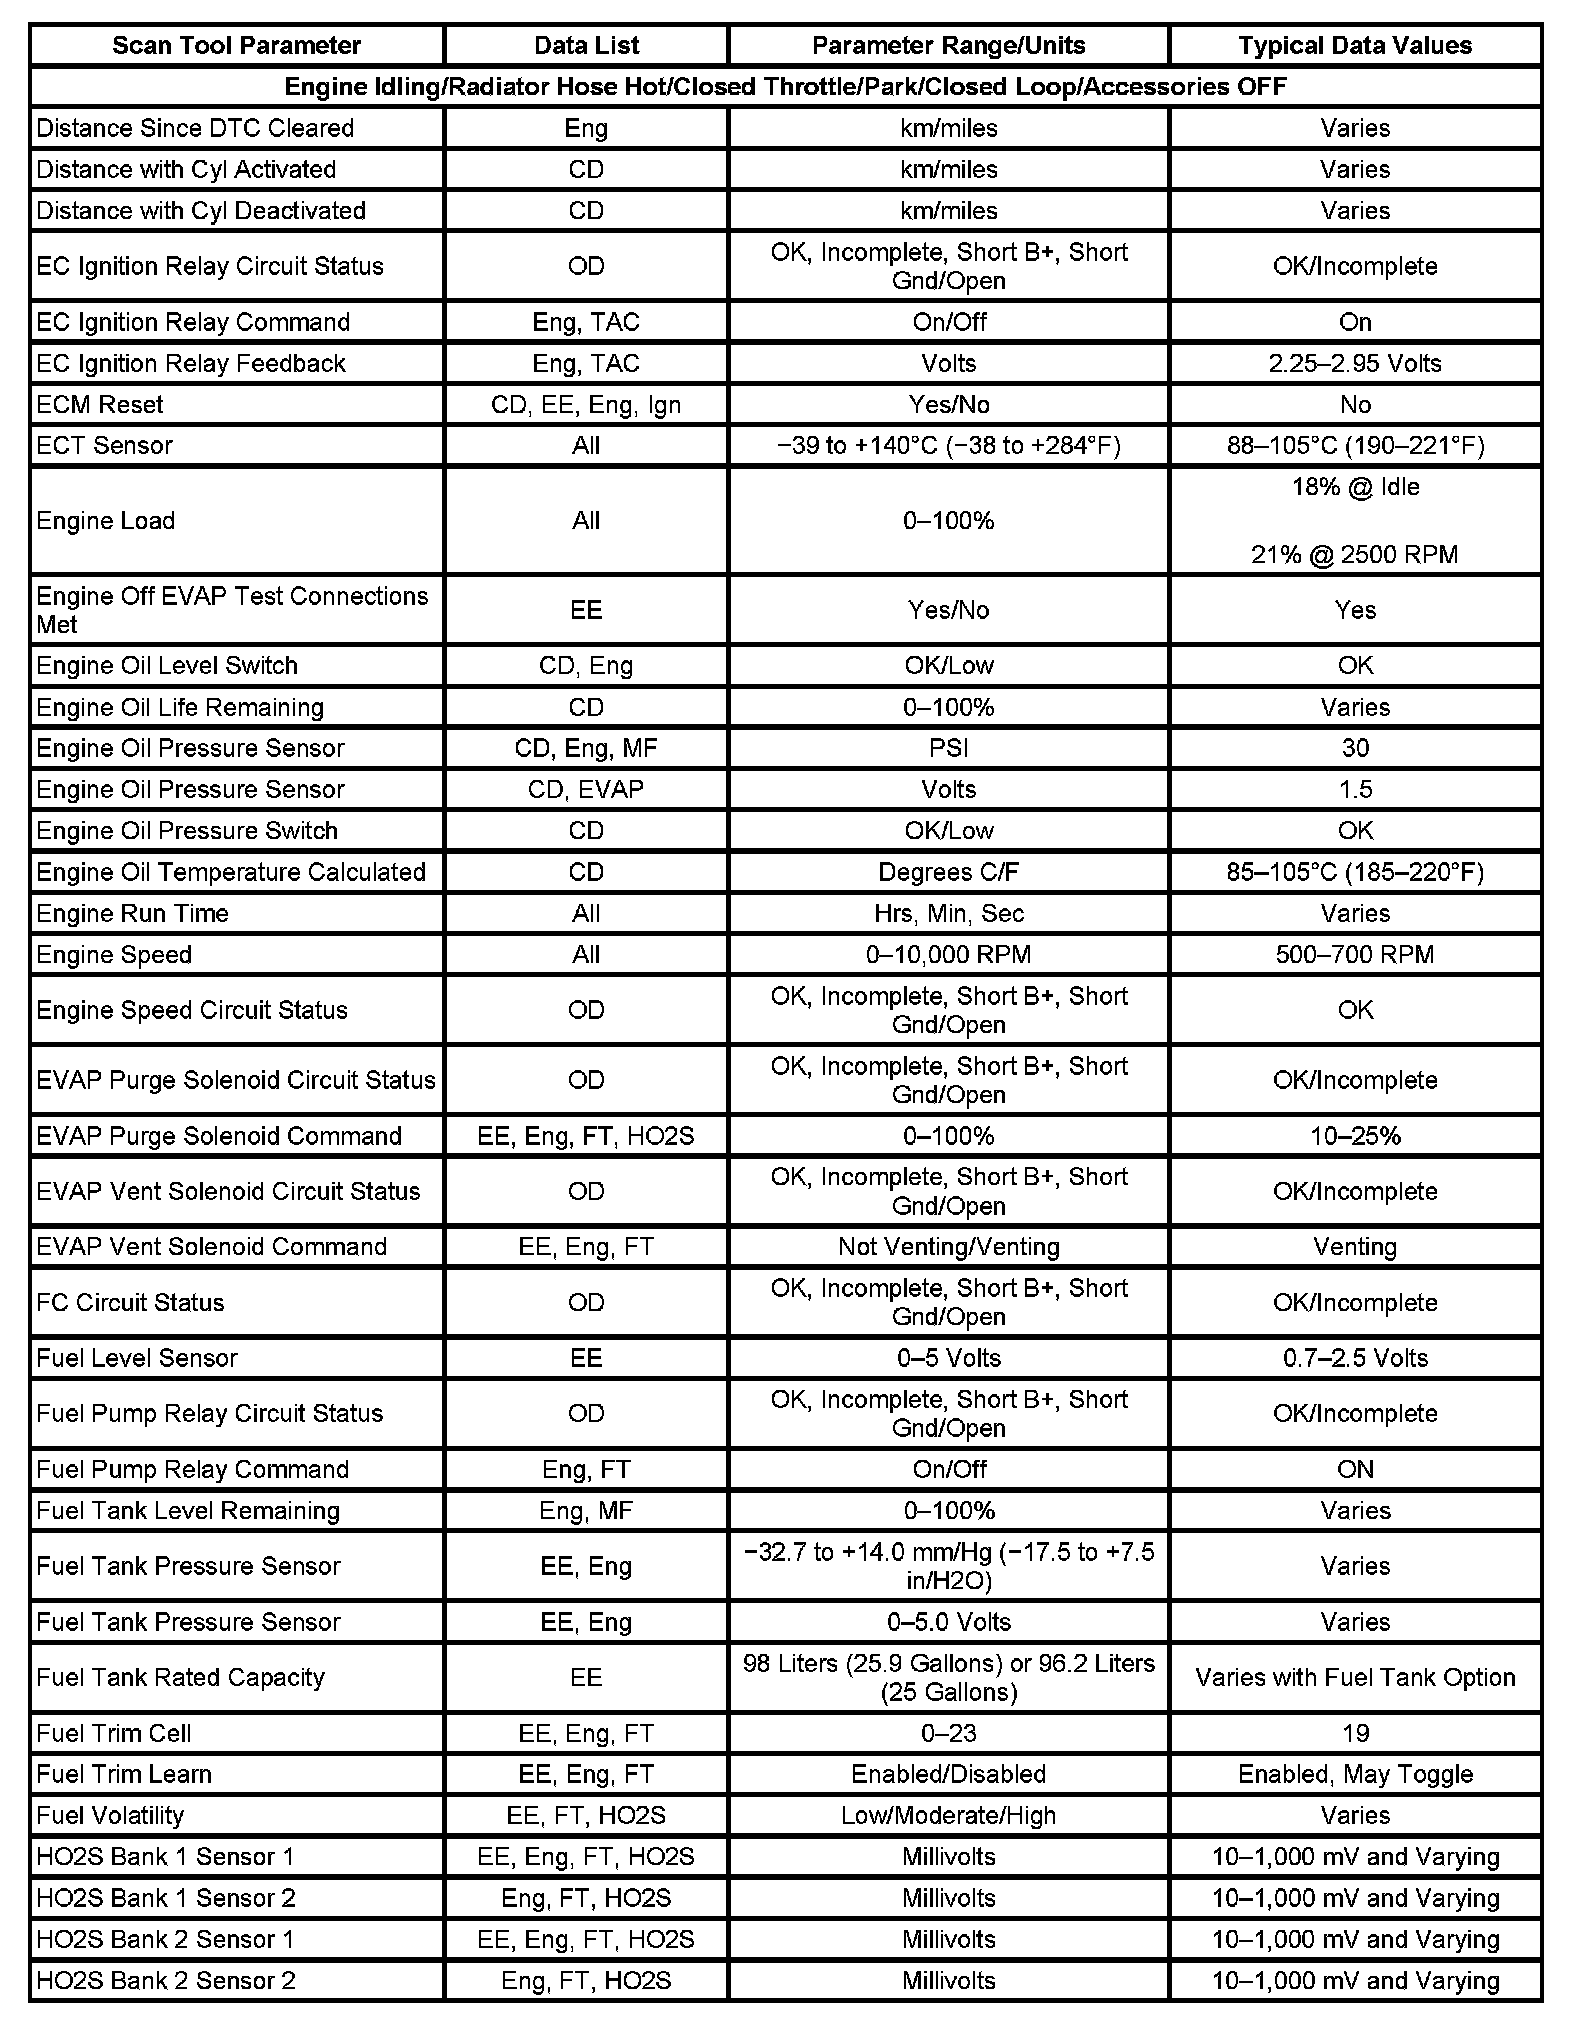 Scan Tool Parameter Data List Parameter Range/Units Typical Data Values
Engine Idling/Radiator Hose Hot/Closed Throttle/Park/Closed Loop/Accessories OFF
Distance Since DTC Cleared Eng km/miles Varies
Distance with Cyl Activated CD km/miles Varies
Distance with Cyl Deactivated CD km/miles Varies
EC Ignition Relay Circuit Status OD OK, Incomplete, Short B+, Short
Gnd/Open OK/Incomplete
EC Ignition Relay Command Eng, TAC On/Off On
EC Ignition Relay Feedback Eng, TAC Volts 2.25–2.95 Volts
ECM Reset CD, EE, Eng, Ign Yes/No No
ECT Sensor All −39 to +140°C (−38 to +284°F) 88–105°C (190–221°F)
Engine Load All 0–100% 18% @ Idle
21% @ 2500 RPM
Engine Off EVAP Test Connections
Met EE Yes/No Yes
Engine Oil Level Switch CD, Eng OK/Low OK
Engine Oil Life Remaining CD 0–100% Varies
Engine Oil Pressure Sensor CD, Eng, MF PSI 30
Engine Oil Pressure Sensor CD, EVAP Volts 1.5
Engine Oil Pressure Switch CD OK/Low OK
Engine Oil Temperature Calculated CD Degrees C/F 85–105°C (185–220°F)
Engine Run Time All Hrs, Min, Sec Varies
Engine Speed All 0–10,000 RPM 500–700 RPM
Engine Speed Circuit Status OD OK, Incomplete, Short B+, Short
Gnd/Open OK
EVAP Purge Solenoid Circuit Status OD OK, Incomplete, Short B+, Short
Gnd/Open OK/Incomplete
EVAP Purge Solenoid Command EE, Eng, FT, HO2S 0–100% 10–25%
EVAP Vent Solenoid Circuit Status OD OK, Incomplete, Short B+, Short
Gnd/Open OK/Incomplete
EVAP Vent Solenoid Command EE, Eng, FT Not Venting/Venting Venting
FC Circuit Status OD OK, Incomplete, Short B+, Short
Gnd/Open OK/Incomplete
Fuel Level Sensor EE 0–5 Volts 0.7–2.5 Volts
Fuel Pump Relay Circuit Status OD OK, Incomplete, Short B+, Short
Gnd/Open OK/Incomplete
Fuel Pump Relay Command Eng, FT On/Off ON
Fuel Tank Level Remaining Eng, MF 0–100% Varies
Fuel Tank Pressure Sensor EE, Eng −32.7 to +14.0 mm/Hg (−17.5 to +7.5
in/H2O) Varies
Fuel Tank Pressure Sensor EE, Eng 0–5.0 Volts Varies
Fuel Tank Rated Capacity EE 98 Liters (25.9 Gallons) or 96.2 Liters
(25 Gallons) Varies with Fuel Tank Option
Fuel Trim Cell EE, Eng, FT 0–23 19
Fuel Trim Learn EE, Eng, FT Enabled/Disabled Enabled, May Toggle
Fuel Volatility EE, FT, HO2S Low/Moderate/High Varies
HO2S Bank 1 Sensor 1 EE, Eng, FT, HO2S Millivolts 10–1,000 mV and Varying
HO2S Bank 1 Sensor 2 Eng, FT, HO2S Millivolts 10–1,000 mV and Varying
HO2S Bank 2 Sensor 1 EE, Eng, FT, HO2S Millivolts 10–1,000 mV and Varying
HO2S Bank 2 Sensor 2 Eng, FT, HO2S Millivolts 10–1,000 mV and Varying